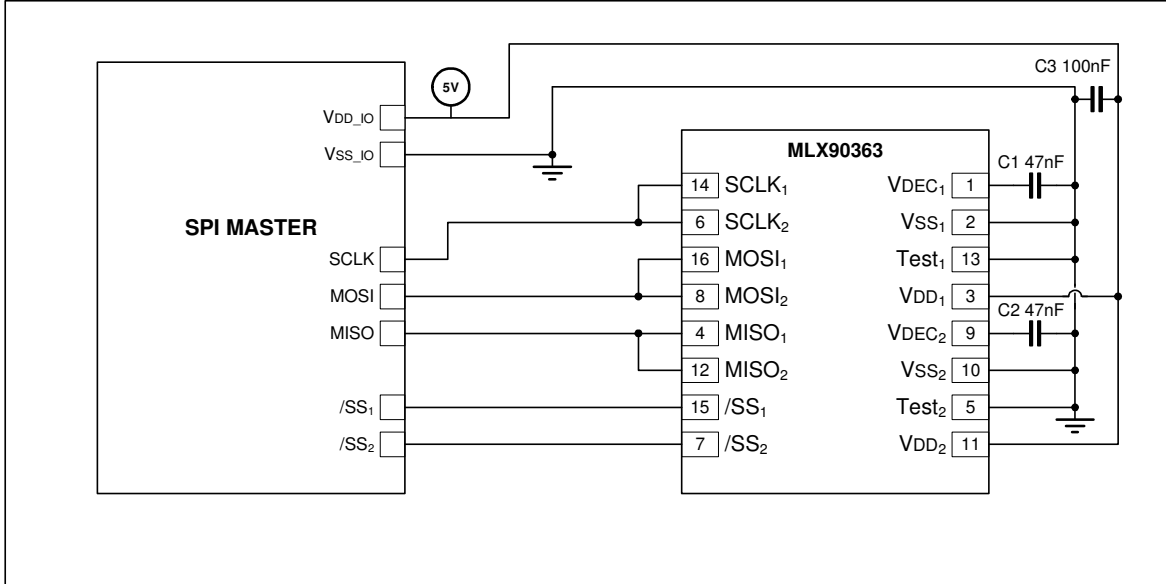 C3 100nF
5V
VDD_IO
VSS_IO
SPI MASTER
SCLK
MOSI
MISO
/SS1
/SS2
MLX90363
14 SCLK1
6 SCLK2
16 MOSI1
8 MOSI2
4 MISO1
12 MISO2
15 /SS1
7 /SS2
VDEC1 1
VSS1 2
Test1 13
VDD1 3
VDEC2 9
VSS2 10
Test2 5
VDD2 11
C1 47nF
C2 47nF